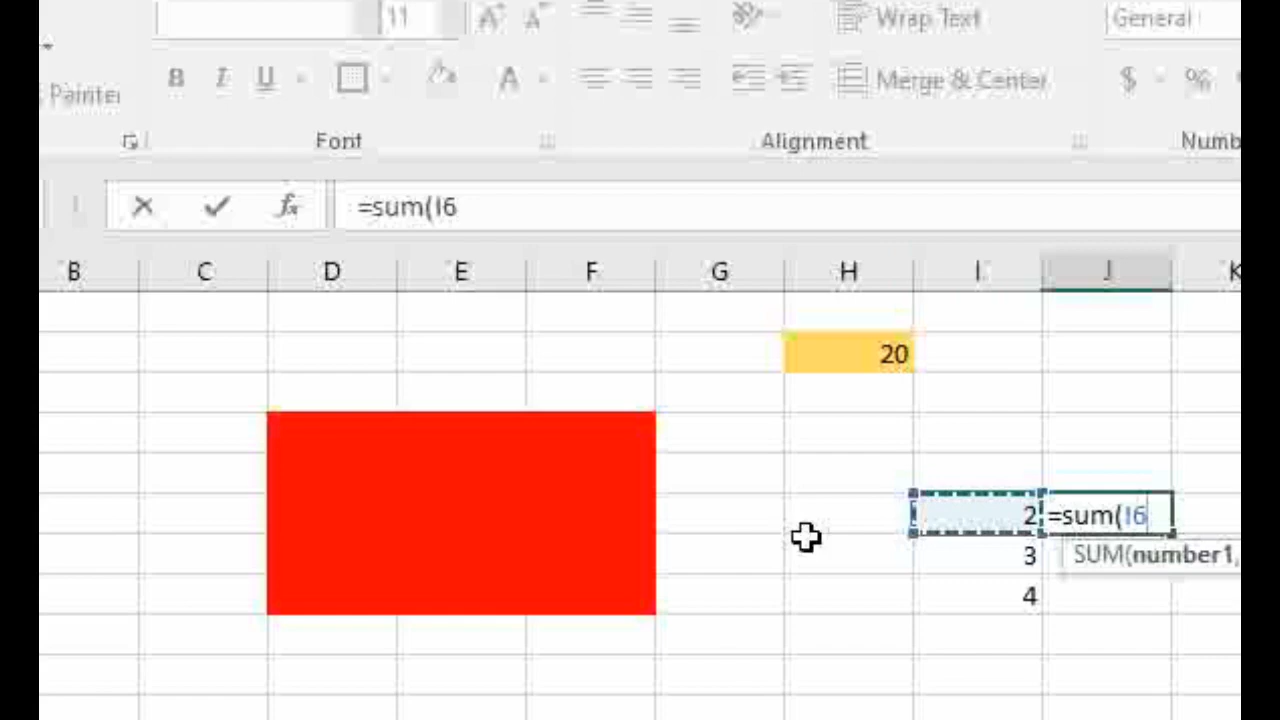 11
Wrap Text
General
Painter
B I U
A
Merge & Center
$ %
Font
Alignment
Numb
fx
=sum(I6
B C D E F G H I J K
20
2
=sum(I6
3
SUM(number1,
4